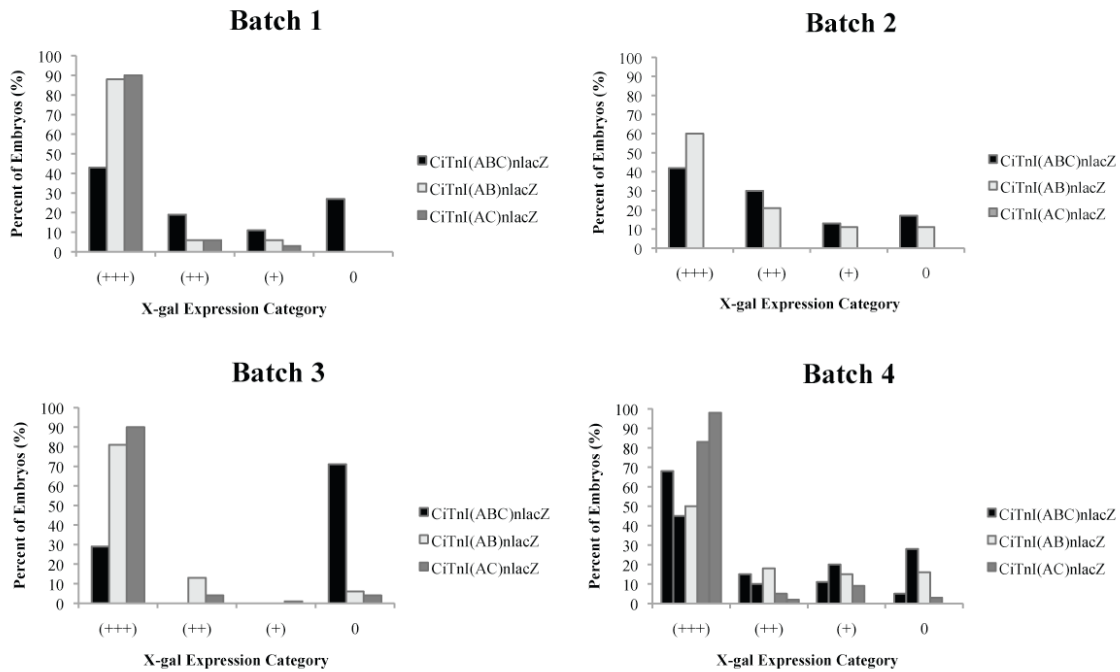 Batch 1
100
90
80
70
60
50
40
30
20
10
0
Percent of Embryos (%)
(+++) (++) (+) 0
X-gal Expression Category
CiTnI(ABC)nlacZ
CiTnI(AB)nlacZ
CiTnI(AC)nlacZ
Batch 2
100
90
80
70
60
50
40
30
20
10
0
Percent of Embryos (%)
(+++) (++) (+) 0
X-gal Expression Category
CiTnI(ABC)nlacZ
CiTnI(AB)nlacZ
CiTnI(AC)nlacZ
Batch 3
100
90
80
70
60
50
40
30
20
10
0
Percent of Embryos (%)
(+++) (++) (+) 0
X-gal Expression Category
CiTnI(ABC)nlacZ
CiTnI(AB)nlacZ
CiTnI(AC)nlacZ
Batch 4
100
90
80
70
60
50
40
30
20
10
0
Percent of Embryos (%)
(+++) (++) (+) 0
X-gal Expression Category
CiTnI(ABC)nlacZ
CiTnI(AB)nlacZ
CiTnI(AC)nlacZ